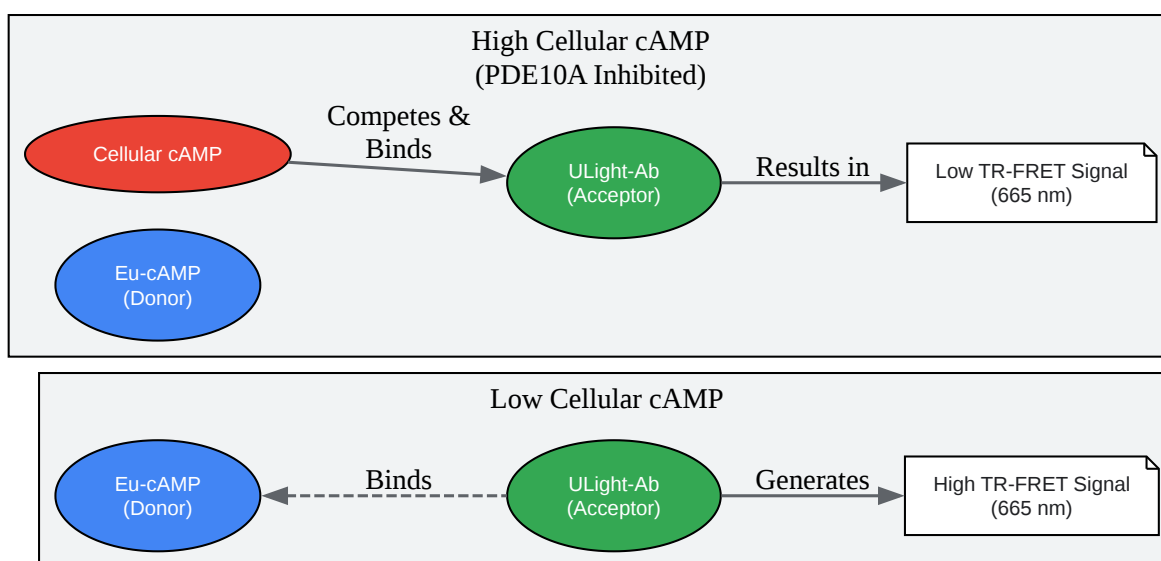 High Cellular cAMP
(PDE10A Inhibited)
Cellular cAMP
Competes &
Binds
ULight-Ab
(Acceptor)
Results in
Low TR-FRET Signal
(665 nm)
Eu-cAMP
(Donor)
Low Cellular cAMP
Eu-cAMP
(Donor)
Binds
ULight-Ab
(Acceptor)
Generates
High TR-FRET Signal
(665 nm)